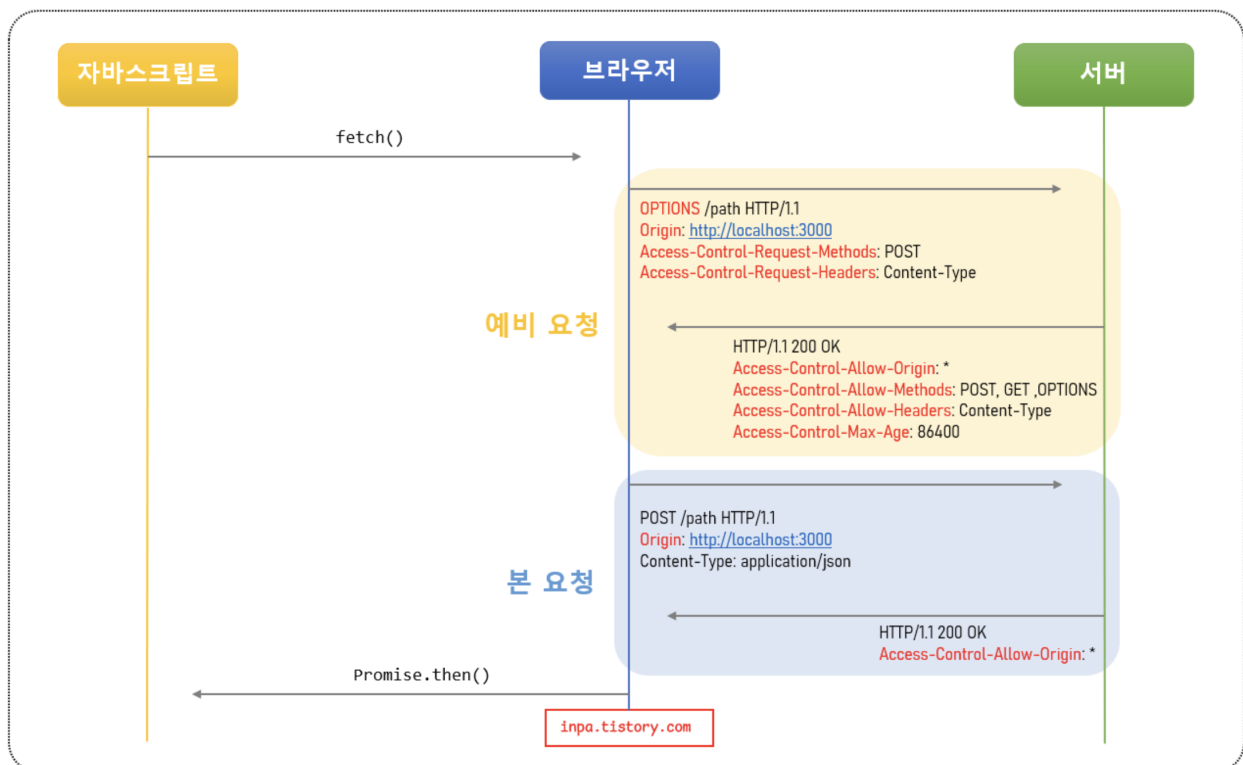 자바스크립트
브라우저
서버
fetch()
OPTIONS /path HTTP/1.1
Origin: http://localhost:3000
Access-Control-Request-Methods: POST
Access-Control-Request-Headers: Content-Type
예비 요청
HTTP/1.1 200 OK
Access-Control-Allow-Origin: *
Access-Control-Allow-Methods: POST, GET ,OPTIONS
Access-Control-Allow-Headers: Content-Type
Access-Control-Max-Age: 86400
POST /path HTTP/1.1
Origin: http://localhost:3000
Content-Type: application/json
본 요청
HTTP/1.1 200 OK
Access-Control-Allow-Origin: *
Promise.then()
inpa.tistory.com